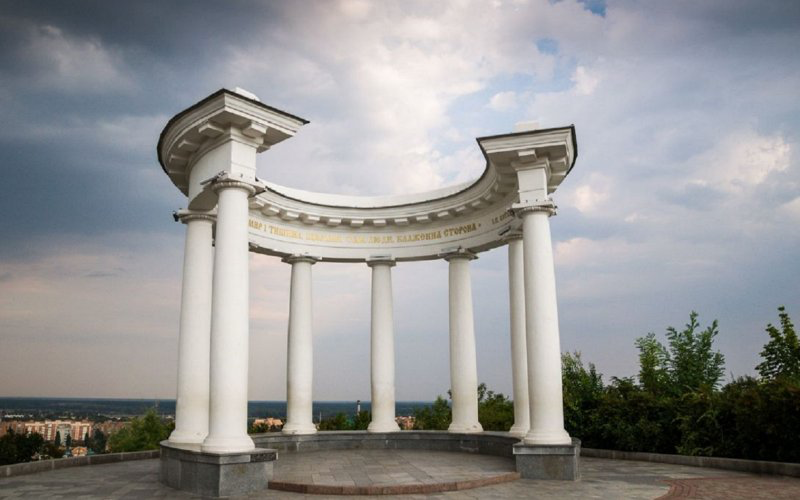 МИР І ТИШИНА, ЩАСЛИВІ ТАМ ЛЮДИ, БЛАЖЕННА СТОРОНА